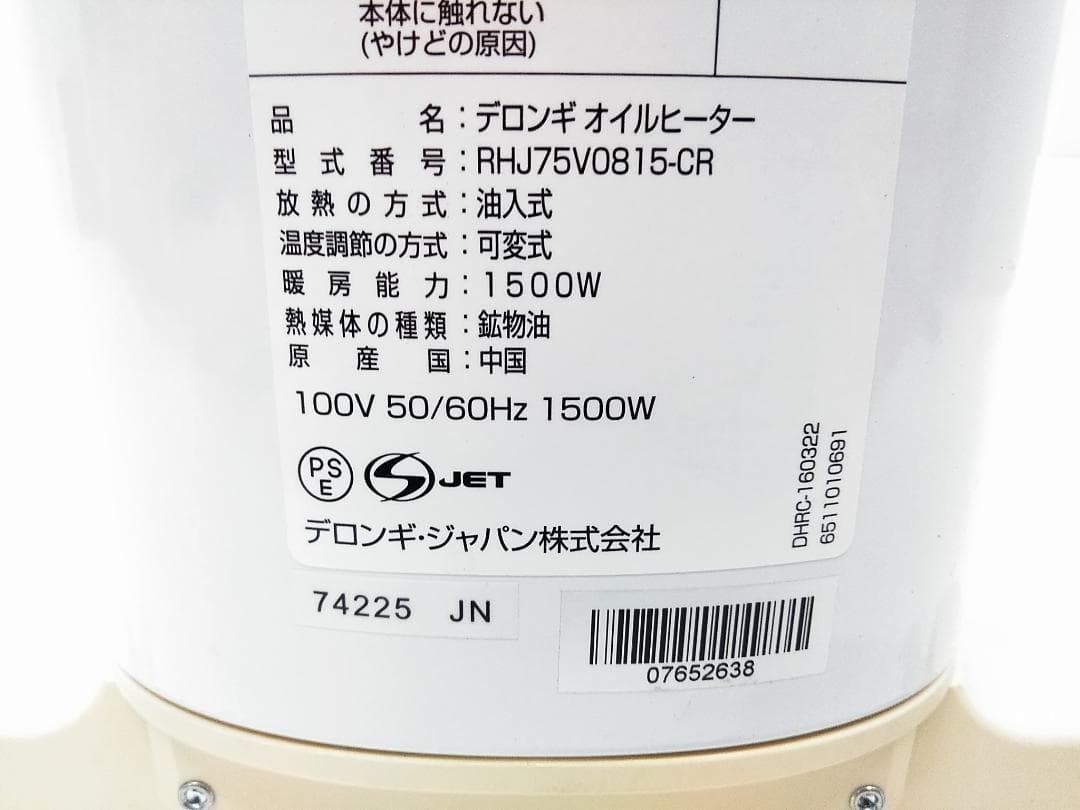 本体に触れない
(やけどの原因)
品名:デロンギ オイルヒーター
型式番号:RHJ75V0815-CR
放熱の方式:油入式
温度調節の方式:可変式
暖房能力:1500W
熱媒体の種類:鉱物油
原産国:中国
100V 50/60Hz 1500W
PS
E
S JET
デロンギ・ジャパン株式会社
DHRC-160322
6511010691
74225 JN
07652638